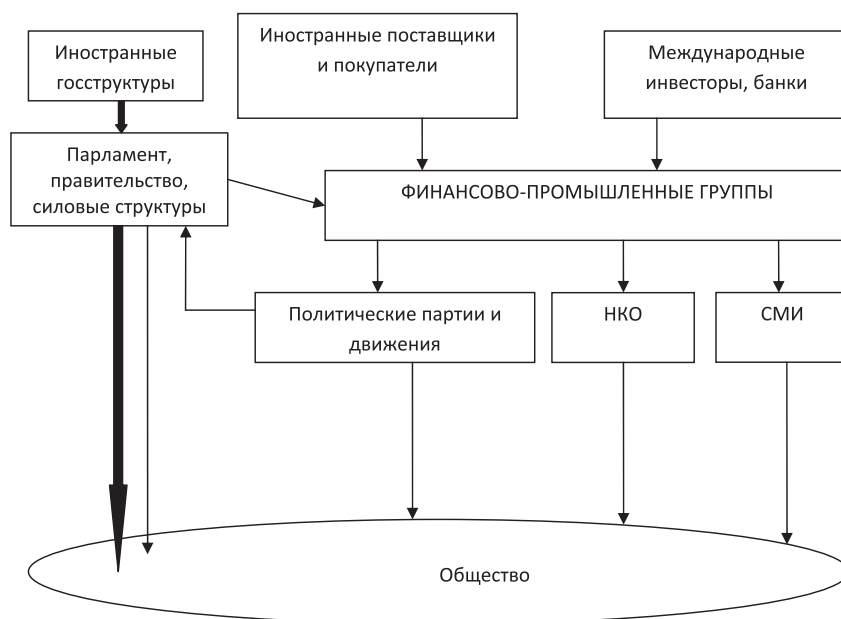 Иностранные
госструктуры
Иностранные поставщики
и покупатели
Международные
инвесторы, банки
Парламент,
правительство,
силовые структуры
ФИНАНСОВО-ПРОМЫШЛЕННЫЕ ГРУППЫ
Политические партии и
движения
НКО
СМИ
Общество